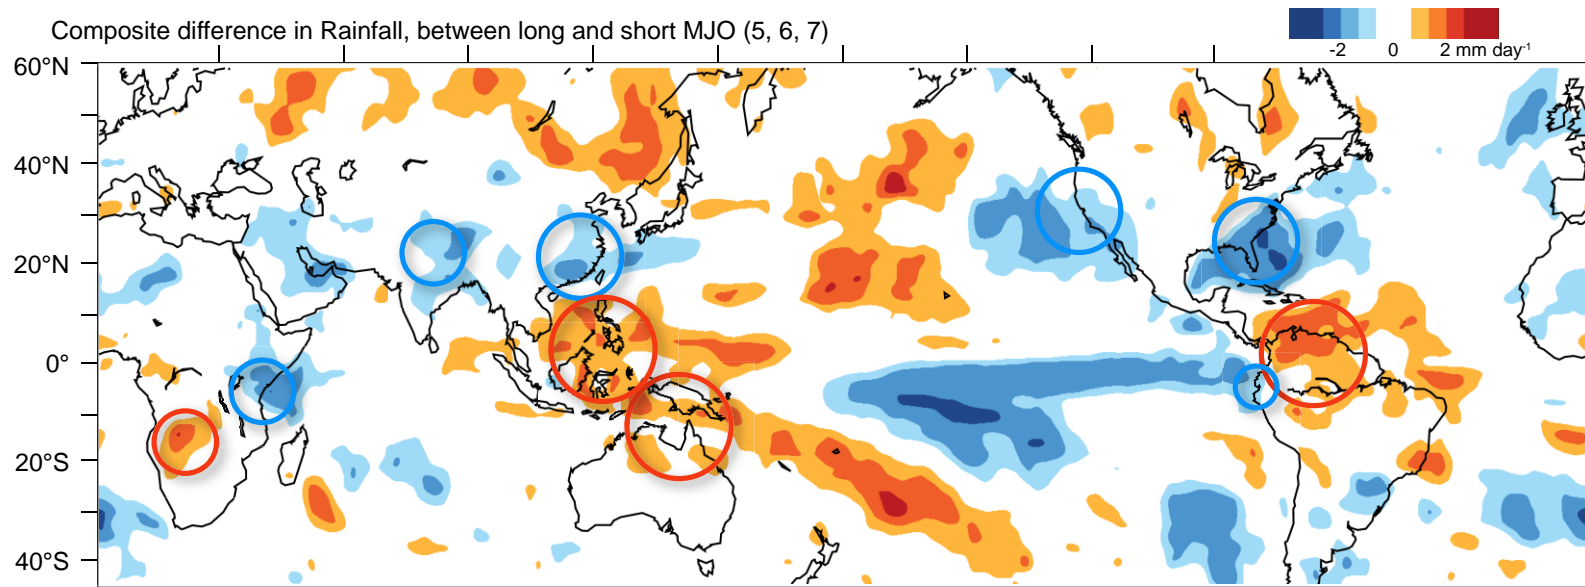 Composite difference in Rainfall, between long and short MJO (5, 6, 7)
-2 0 2 mm day-1
60°N
40°N
20°N
0°
20°S
40°S